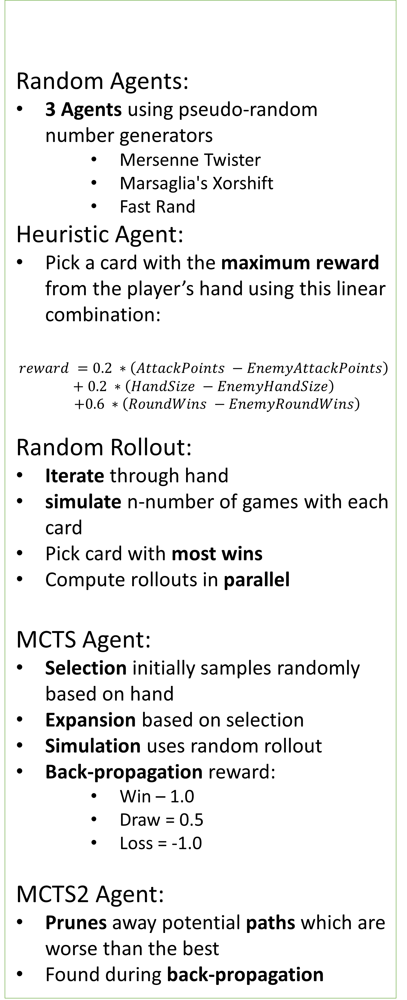 Random Agents:
• 3 Agents using pseudo-random
number generators
• Mersenne Twister
• Marsaglia's Xorshift
• Fast Rand
Heuristic Agent:
• Pick a card with the maximum reward
from the player’s hand using this linear
combination:
reward = 0.2 * (AttackPoints − EnemyAttackPoints)
+ 0.2 * (HandSize − EnemyHandSize)
+0.6 * (RoundWins − EnemyRoundWins)
Random Rollout:
• Iterate through hand
• simulate n-number of games with each
card
• Pick card with most wins
• Compute rollouts in parallel
MCTS Agent:
• Selection initially samples randomly
based on hand
• Expansion based on selection
• Simulation uses random rollout
• Back-propagation reward:
• Win – 1.0
• Draw = 0.5
• Loss = -1.0
MCTS2 Agent:
• Prunes away potential paths which are
worse than the best
• Found during back-propagation